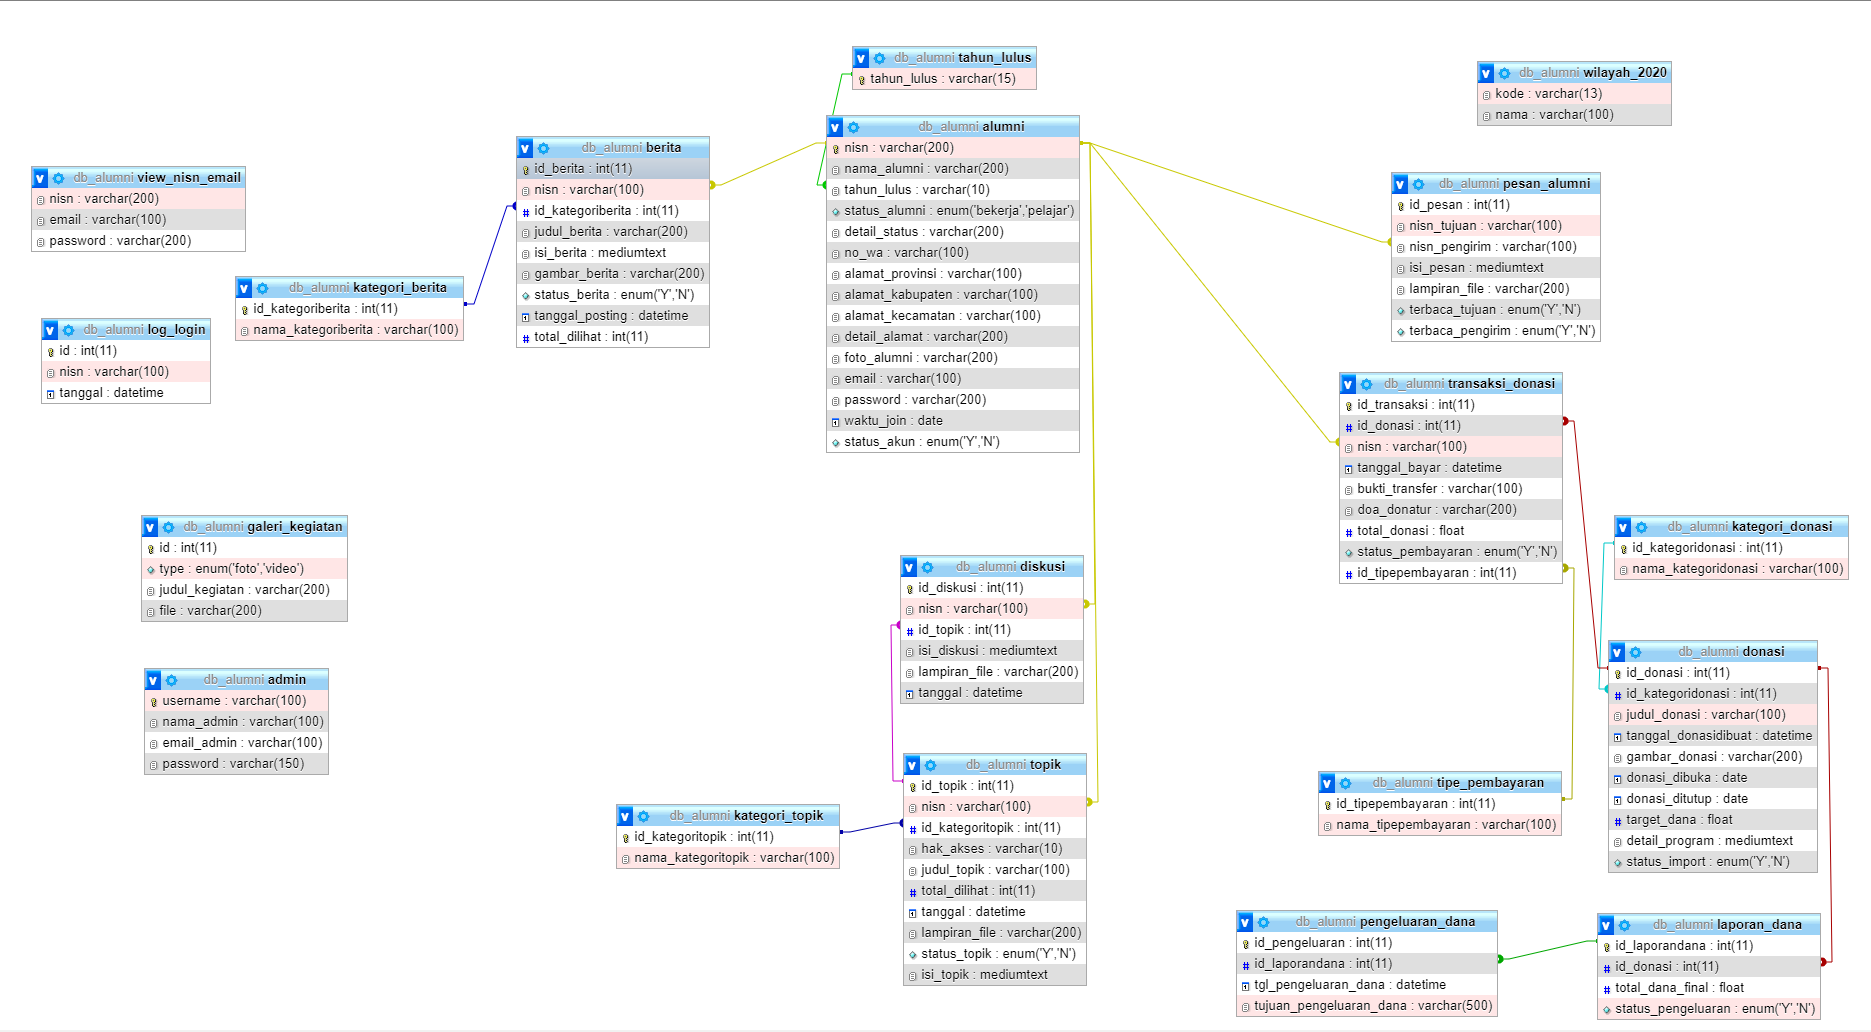 db_alumni tahun_lulus
tahun_lulus : varchar(15)
db_alumni wilayah_2020
kode : varchar(13)
nama : varchar(100)
db_alumni alumni
nisn : varchar(200)
nama_alumni : varchar(200)
tahun_lulus : varchar(10)
status_alumni : enum('bekerja','pelajar')
detail_status : varchar(200)
no_wa : varchar(100)
alamat_provinsi : varchar(100)
alamat_kabupaten : varchar(100)
alamat_kecamatan : varchar(100)
detail_alamat : varchar(200)
foto_alumni : varchar(200)
email : varchar(100)
password : varchar(200)
waktu_join : date
status_akun : enum('Y','N')
db_alumni berita
id_berita : int(11)
nisn : varchar(100)
id_kategoriberita : int(11)
judul_berita : varchar(200)
isi_berita : mediumtext
gambar_berita : varchar(200)
status_berita : enum('Y','N')
tanggal_posting : datetime
total_dilihat : int(11)
db_alumni view_nisn_email
nisn : varchar(200)
email : varchar(100)
password : varchar(200)
db_alumni pesan_alumni
id_pesan : int(11)
nisn_tujuan : varchar(100)
nisn_pengirim : varchar(100)
isi_pesan : mediumtext
lampiran_file : varchar(200)
terbaca_tujuan : enum('Y','N')
terbaca_pengirim : enum('Y','N')
db_alumni kategori_berita
id_kategoriberita : int(11)
nama_kategoriberita : varchar(100)
db_alumni log_login
id : int(11)
nisn : varchar(100)
tanggal : datetime
db_alumni transaksi_donasi
id_transaksi : int(11)
id_donasi : int(11)
nisn : varchar(100)
tanggal_bayar : datetime
bukti_transfer : varchar(100)
doa_donatur : varchar(200)
total_donasi : float
status_pembayaran : enum('Y','N')
id_tipepembayaran : int(11)
db_alumni galeri_kegiatan
id : int(11)
type : enum('foto','video')
judul_kegiatan : varchar(200)
file : varchar(200)
db_alumni kategori_donasi
id_kategoridonasi : int(11)
nama_kategoridonasi : varchar(100)
db_alumni diskusi
id_diskusi : int(11)
nisn : varchar(100)
id_topik : int(11)
isi_diskusi : mediumtext
lampiran_file : varchar(200)
tanggal : datetime
db_alumni donasi
id_donasi : int(11)
id_kategoridonasi : int(11)
judul_donasi : varchar(100)
tanggal_donasidibuat : datetime
gambar_donasi : varchar(200)
donasi_dibuka : date
donasi_ditutup : date
target_dana : float
detail_program : mediumtext
status_import : enum('Y','N')
db_alumni admin
username : varchar(100)
nama_admin : varchar(100)
email_admin : varchar(100)
password : varchar(150)
db_alumni topik
id_topik : int(11)
nisn : varchar(100)
id_kategoritopik : int(11)
hak_akses : varchar(10)
judul_topik : varchar(100)
total_dilihat : int(11)
tanggal : datetime
lampiran_file : varchar(200)
status_topik : enum('Y','N')
isi_topik : mediumtext
db_alumni tipe_pembayaran
id_tipepembayaran : int(11)
nama_tipepembayaran : varchar(100)
db_alumni kategori_topik
id_kategoritopik : int(11)
nama_kategoritopik : varchar(100)
db_alumni pengeluaran_dana
id_pengeluaran : int(11)
id_laporandana : int(11)
tgl_pengeluaran_dana : datetime
tujuan_pengeluaran_dana : varchar(500)
db_alumni laporan_dana
id_laporandana : int(11)
id_donasi : int(11)
total_dana_final : float
status_pengeluaran : enum('Y','N')